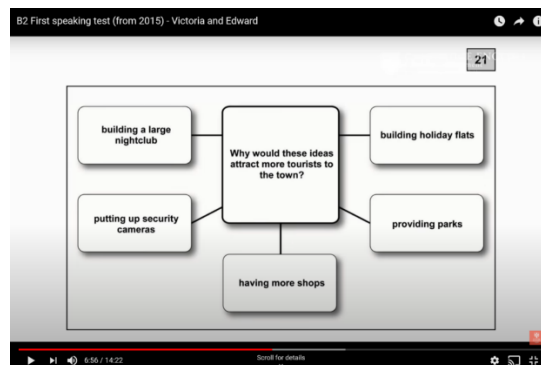 B2 First speaking test (from 2015) - Victoria and Edward
21
building a large
nightclub
Why would these ideas
attract more tourists to
the town?
building holiday flats
putting up security
cameras
providing parks
having more shops
6:56 / 14:22
Scroll for details